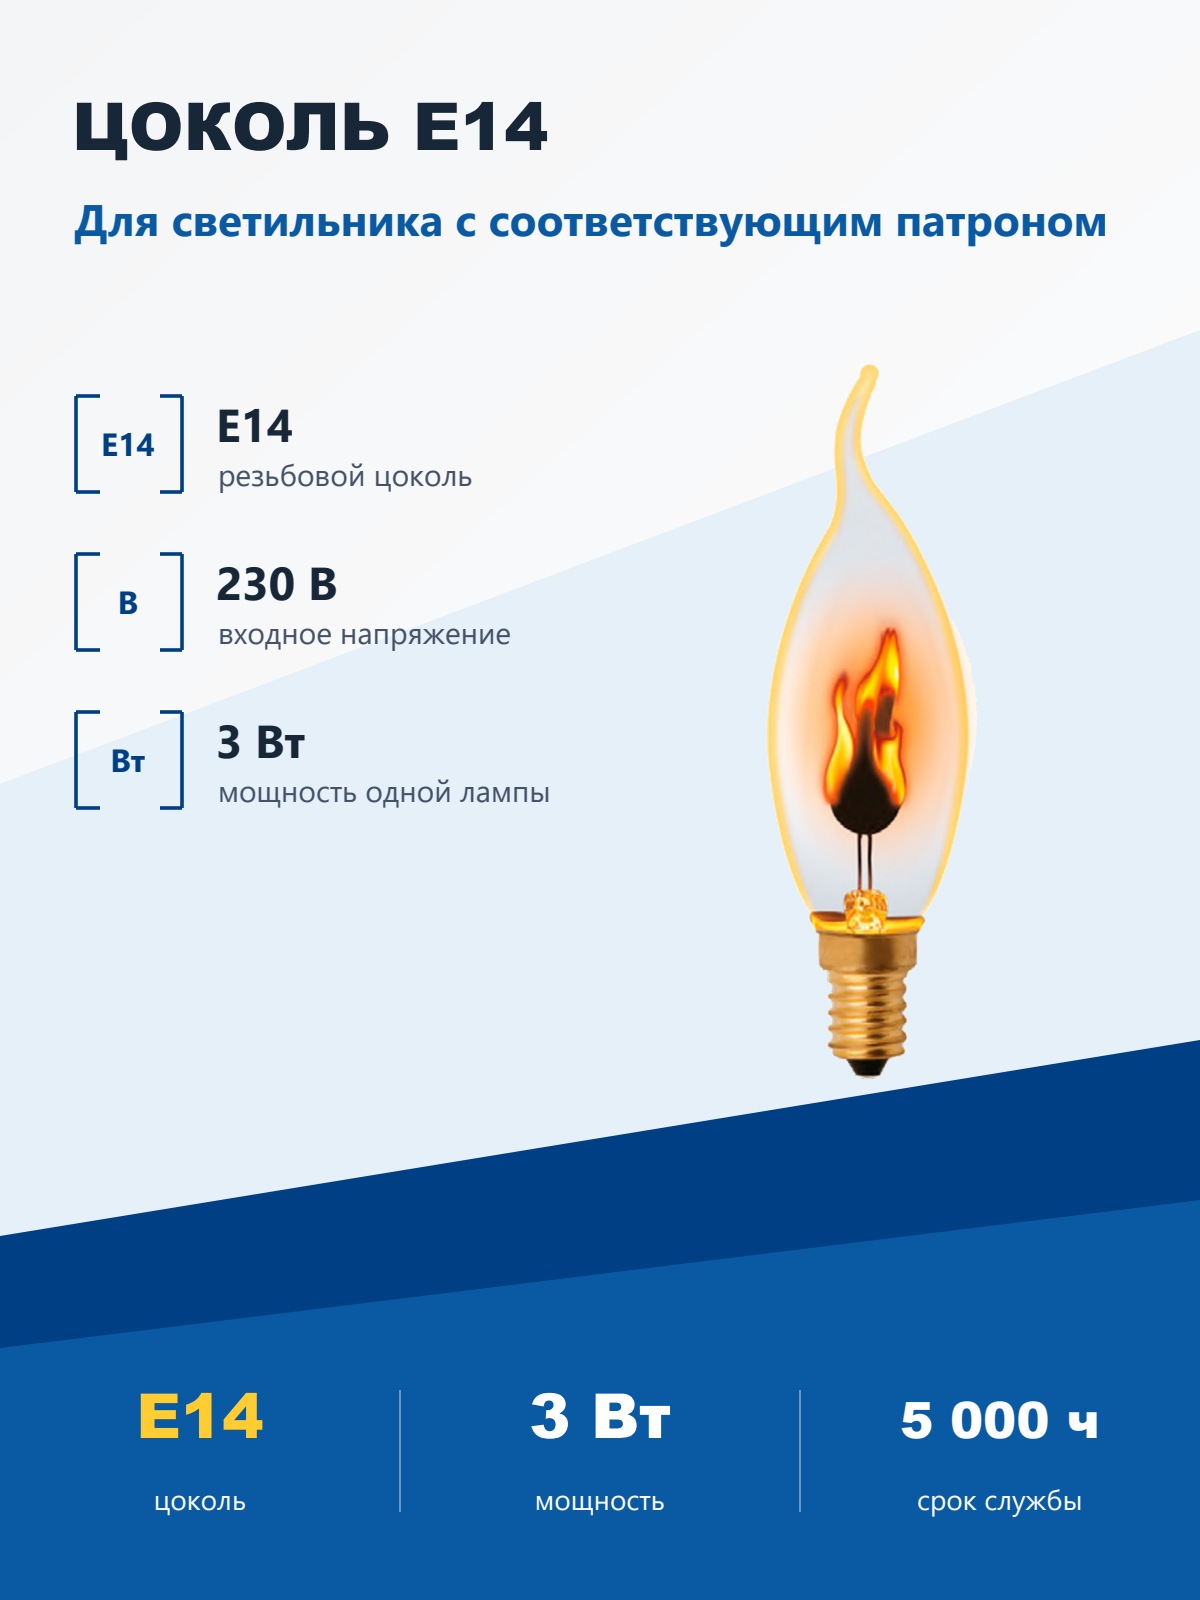 ЦОКОЛЬ E14
Для светильника с соответствующим патроном
E14
E14
резьбовой цоколь
В
230 В
входное напряжение
Вт
3 Вт
мощность одной лампы
E14
3 Вт
5 000 ч
цоколь
мощность
срок службы